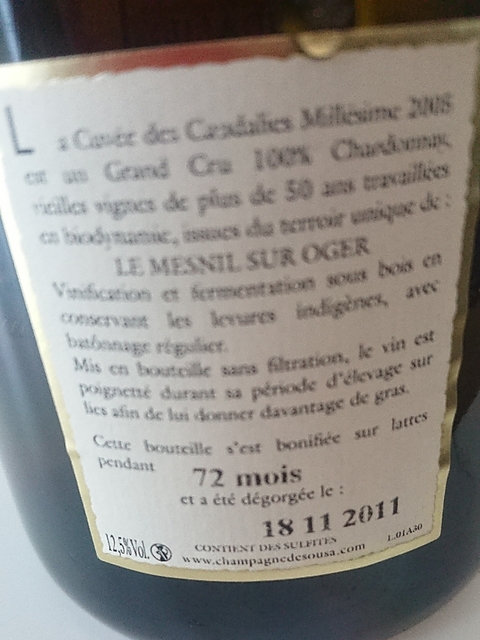 La Cuvée des Caudalies Millésime
est un Grand Cru 100% Chardonnay,
vieilles vignes de plus de 50 ans travaillées
en biodynamie, issues du terroir unique de :
LE MESNIL SUR OGER
Vinification et fermentation sous bois en
conservant les levures indigènes, avec
batônnage régulier.
Mis en bouteille sans filtration, le vin est
poignetté durant sa période d'élevage sur
lies afin de lui donner davantage de gras.
Cette bouteille s'est bonifiée sur lattes
pendant 72 mois
et a été dégorgée le :
18 11 2011
12,5%Vol.
CONTIENT DES SULFITES
L.01A30
www.champagnedesousa.com